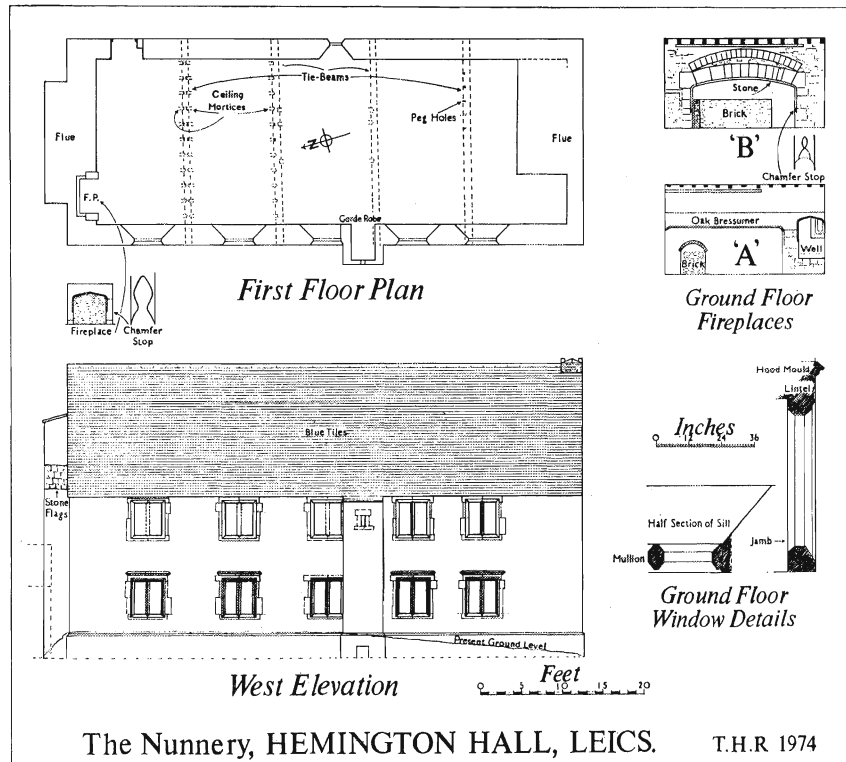 Tie-Beams
Ceiling
Mortices
Peg Holes
Flue
Flue
N
F.P.
Garde Robe
First Floor Plan
Fireplace
Chamfer
Stop
Stone
Brick
'B'
Chamfer Stop
Oak Bressumer
'A'
Well
Brick
Ground Floor
Fireplaces
Blue Tiles
Stone
Flags
Present Ground Level
West Elevation
Feet
0 5 10 15 20
Hood Mould
Lintel
Inches
0 12 24 36
Half Section of Sill
Jamb
Mullion
Ground Floor
Window Details
The Nunnery, HEMINGTON HALL, LEICS.
T.H.R 1974